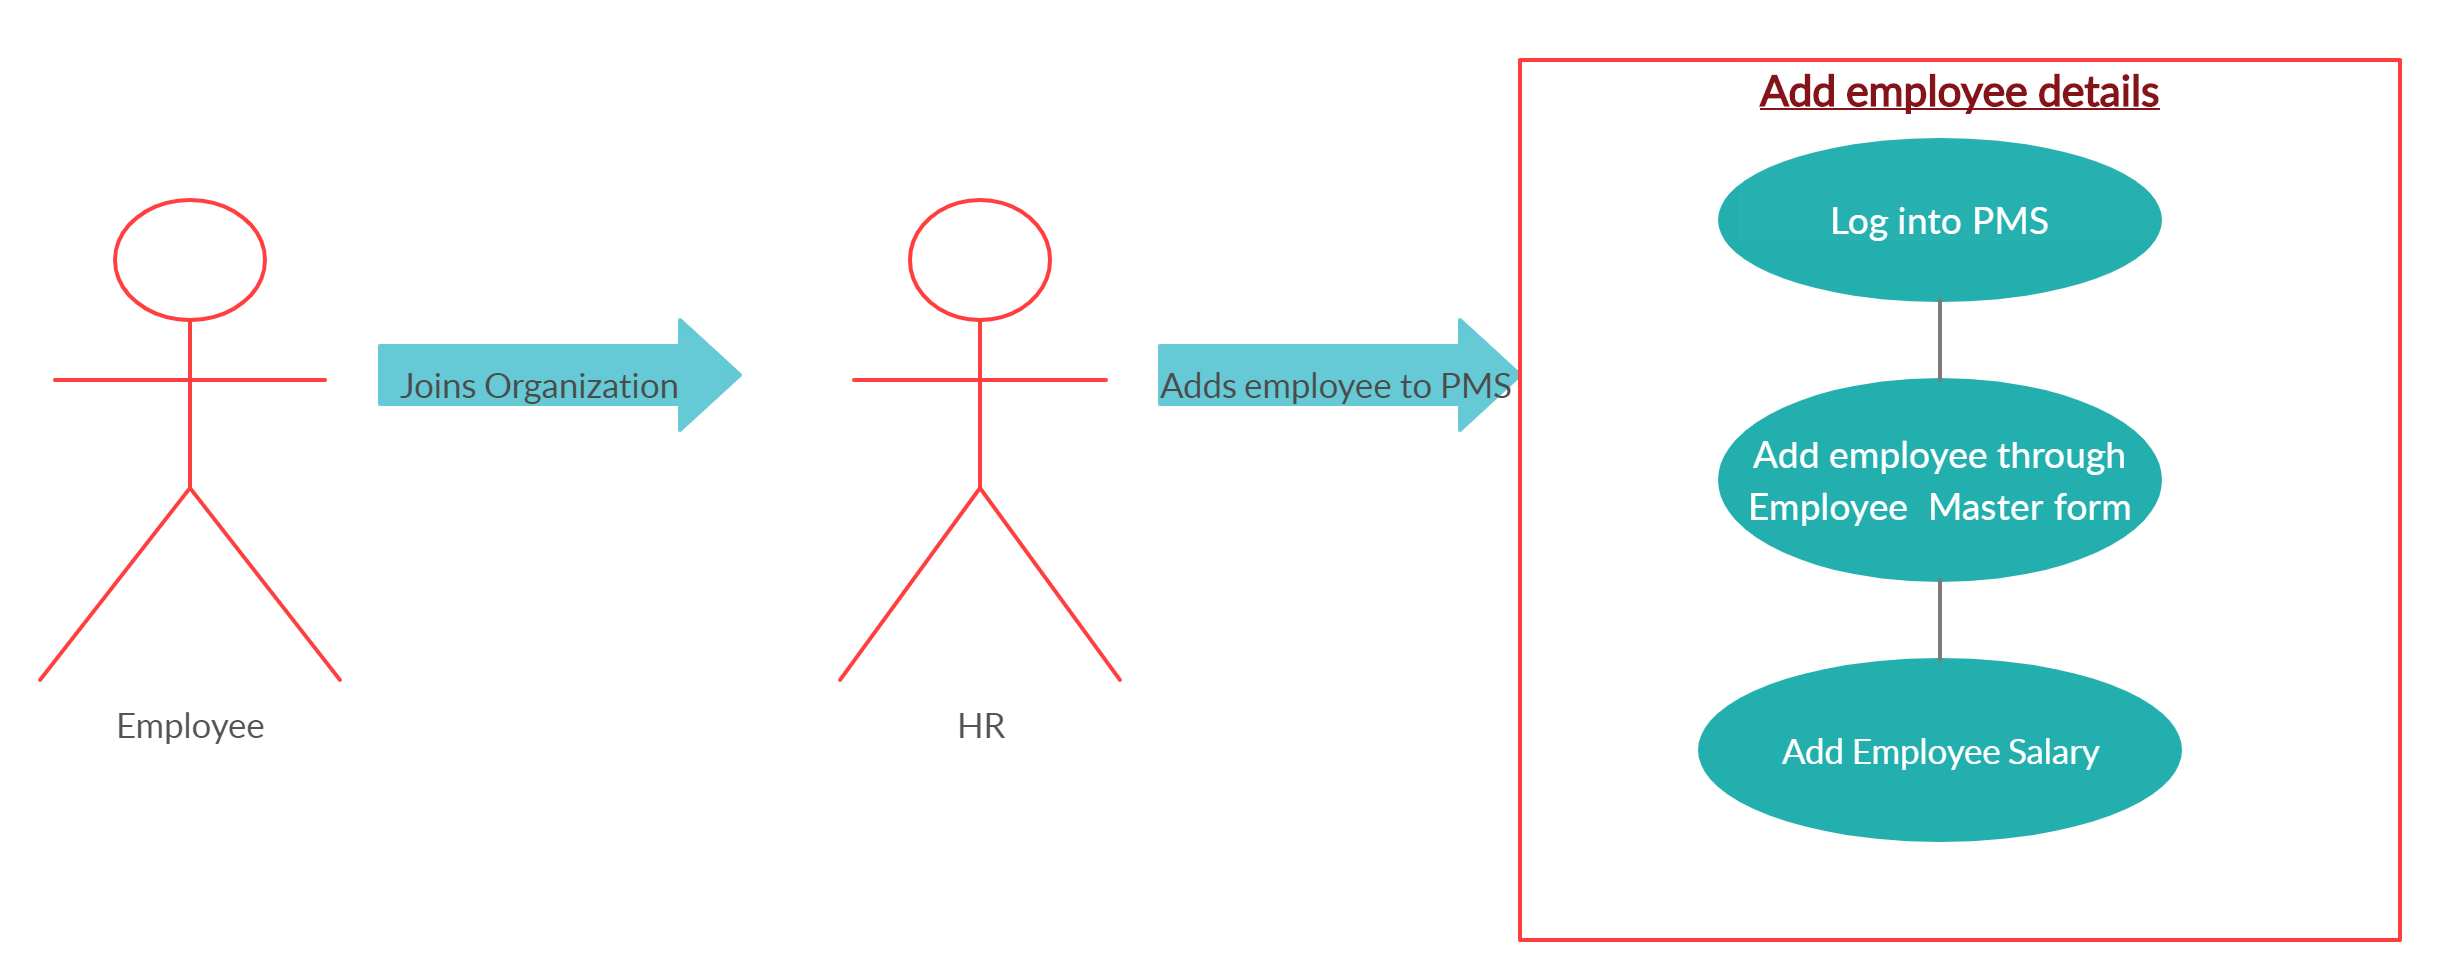 Add employee details
Log into PMS
Joins Organization
Adds employee to PMS
Add employee through
Employee  Master form
Employee
HR
Add Employee Salary